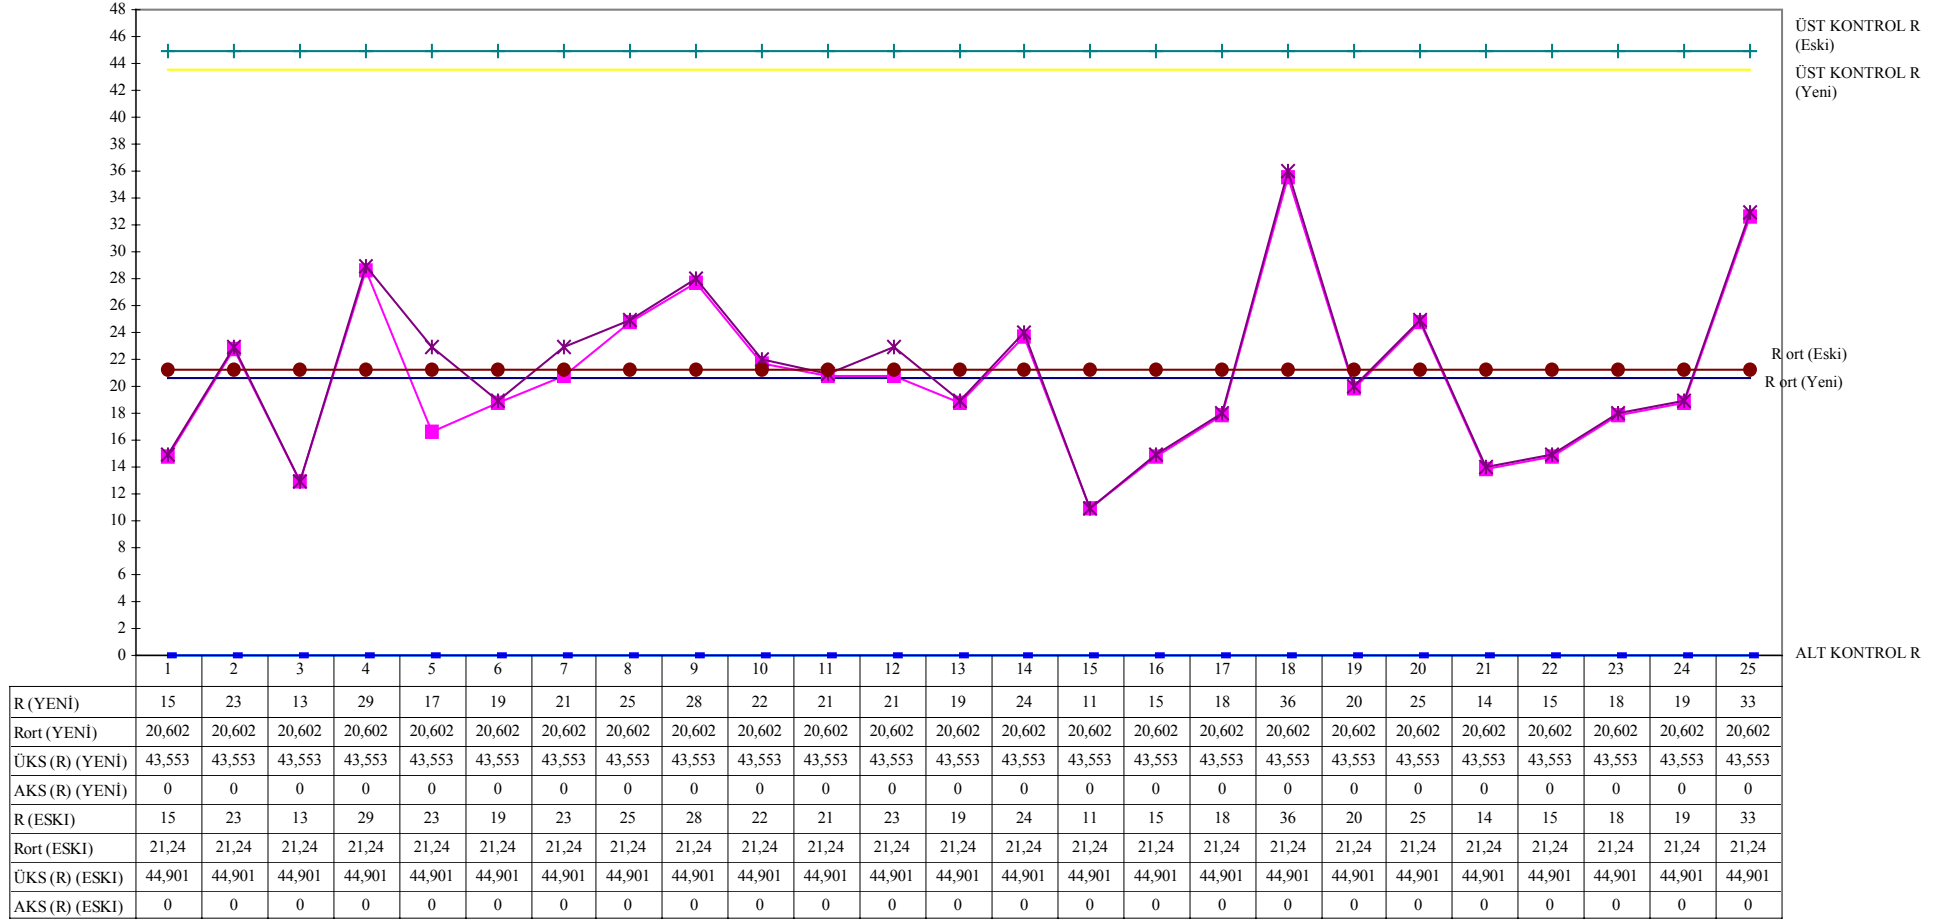 48
46
44
42
40
38
36
34
32
30
28
26
24
22
20
18
16
14
12
10
8
6
4
2
0
ÜST KONTROL R
(Eski)
ÜST KONTROL R
(Yeni)
R ort (Eski)
R ort (Yeni)
ALT KONTROL R
1 2 3 4 5 6 7 8 9 10 11 12 13 14 15 16 17 18 19 20 21 22 23 24 25
R (YENİ) 15 23 13 29 17 19 21 25 28 22 21 21 19 24 11 15 18 36 20 25 14 15 18 19 33
Rort (YENİ) 20,602 20,602 20,602 20,602 20,602 20,602 20,602 20,602 20,602 20,602 20,602 20,602 20,602 20,602 20,602 20,602 20,602 20,602 20,602 20,602 20,602 20,602 20,602 20,602 20,602
ÜKS (R) (YENİ) 43,553 43,553 43,553 43,553 43,553 43,553 43,553 43,553 43,553 43,553 43,553 43,553 43,553 43,553 43,553 43,553 43,553 43,553 43,553 43,553 43,553 43,553 43,553 43,553 43,553
AKS (R) (YENİ) 0 0 0 0 0 0 0 0 0 0 0 0 0 0 0 0 0 0 0 0 0 0 0 0 0
R (ESKI) 15 23 13 29 23 19 23 25 28 22 21 23 19 24 11 15 18 36 20 25 14 15 18 19 33
Rort (ESKI) 21,24 21,24 21,24 21,24 21,24 21,24 21,24 21,24 21,24 21,24 21,24 21,24 21,24 21,24 21,24 21,24 21,24 21,24 21,24 21,24 21,24 21,24 21,24 21,24 21,24
ÜKS (R) (ESKI) 44,901 44,901 44,901 44,901 44,901 44,901 44,901 44,901 44,901 44,901 44,901 44,901 44,901 44,901 44,901 44,901 44,901 44,901 44,901 44,901 44,901 44,901 44,901 44,901 44,901
AKS (R) (ESKI) 0 0 0 0 0 0 0 0 0 0 0 0 0 0 0 0 0 0 0 0 0 0 0 0 0